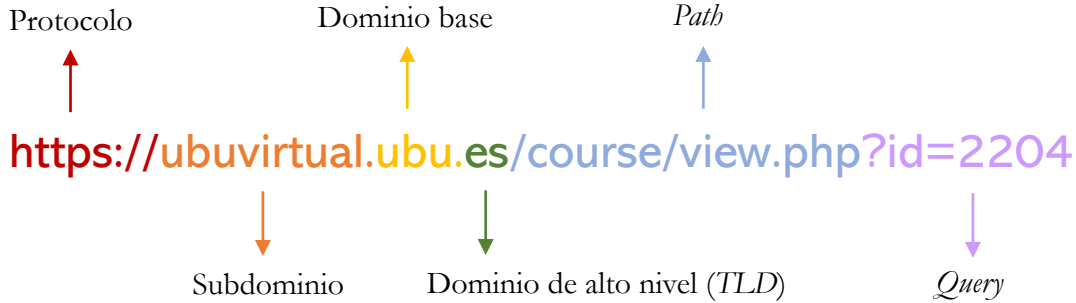 Protocolo Dominio base Path
https://ubuvirtual.ubu.es/course/view.php?id=2204
Subdominio Dominio de alto nivel (TLD) Query